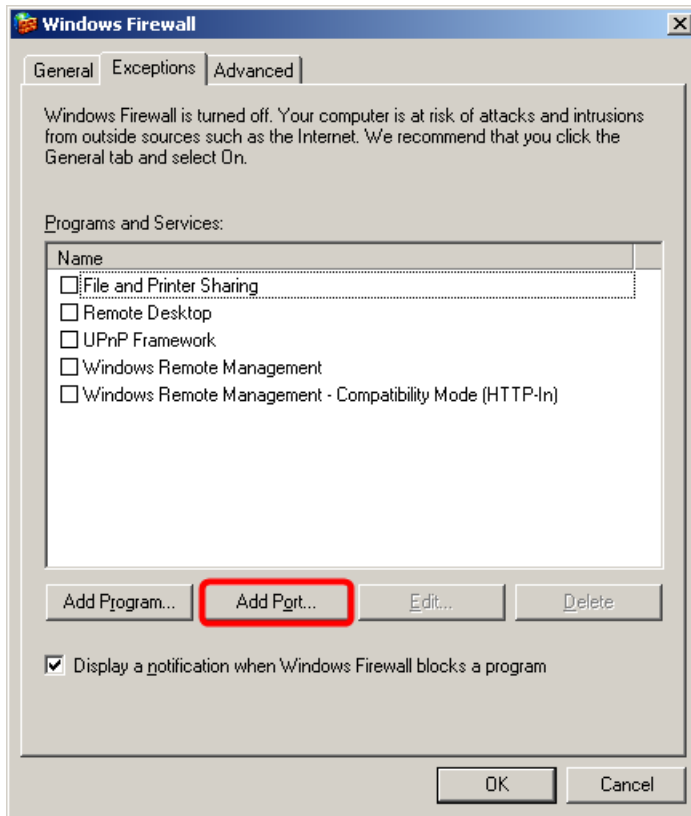 Windows Firewall
General Exceptions Advanced
Windows Firewall is turned off. Your computer is at risk of attacks and intrusions
from outside sources such as the Internet. We recommend that you click the
General tab and select On.
Programs and Services:
Name
File and Printer Sharing
Remote Desktop
UPnP Framework
Windows Remote Management
Windows Remote Management - Compatibility Mode (HTTP-In)
Add Program... Add Port... Edit... Delete
Display a notification when Windows Firewall blocks a program
OK Cancel